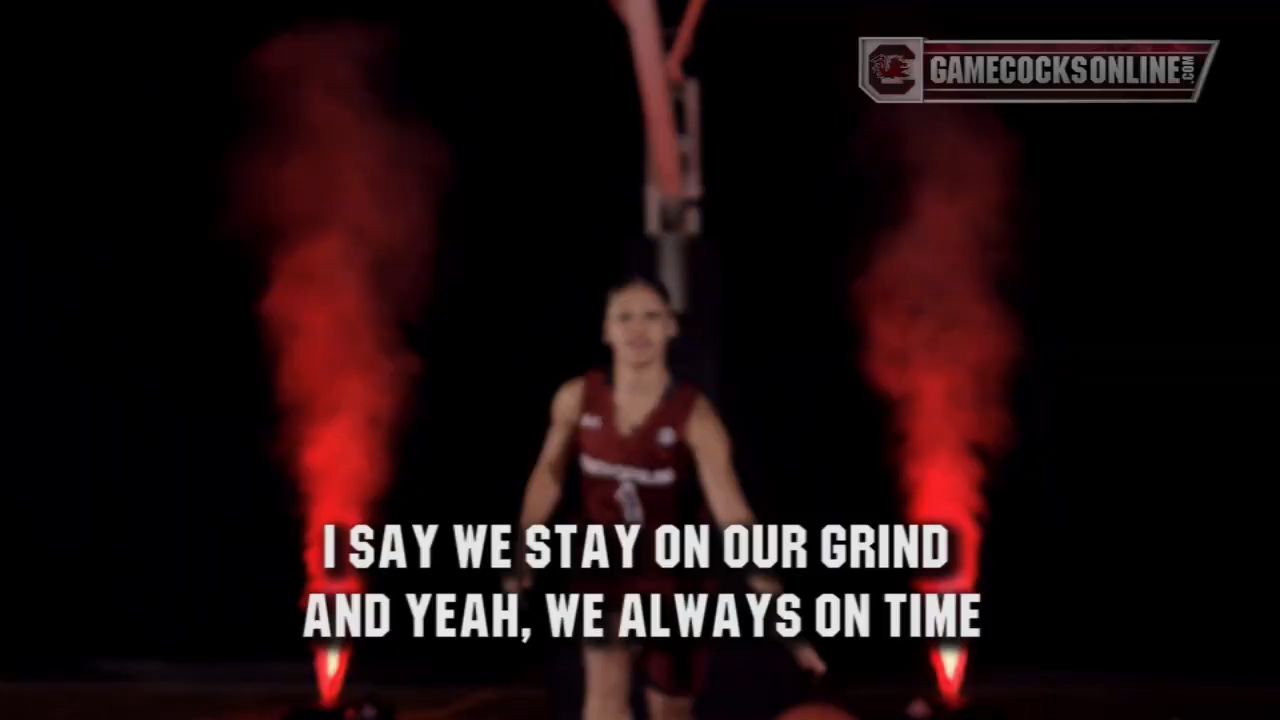 GAMECOCKSONLINE.COM
I SAY WE STAY ON OUR GRIND
AND YEAH, WE ALWAYS ON TIME